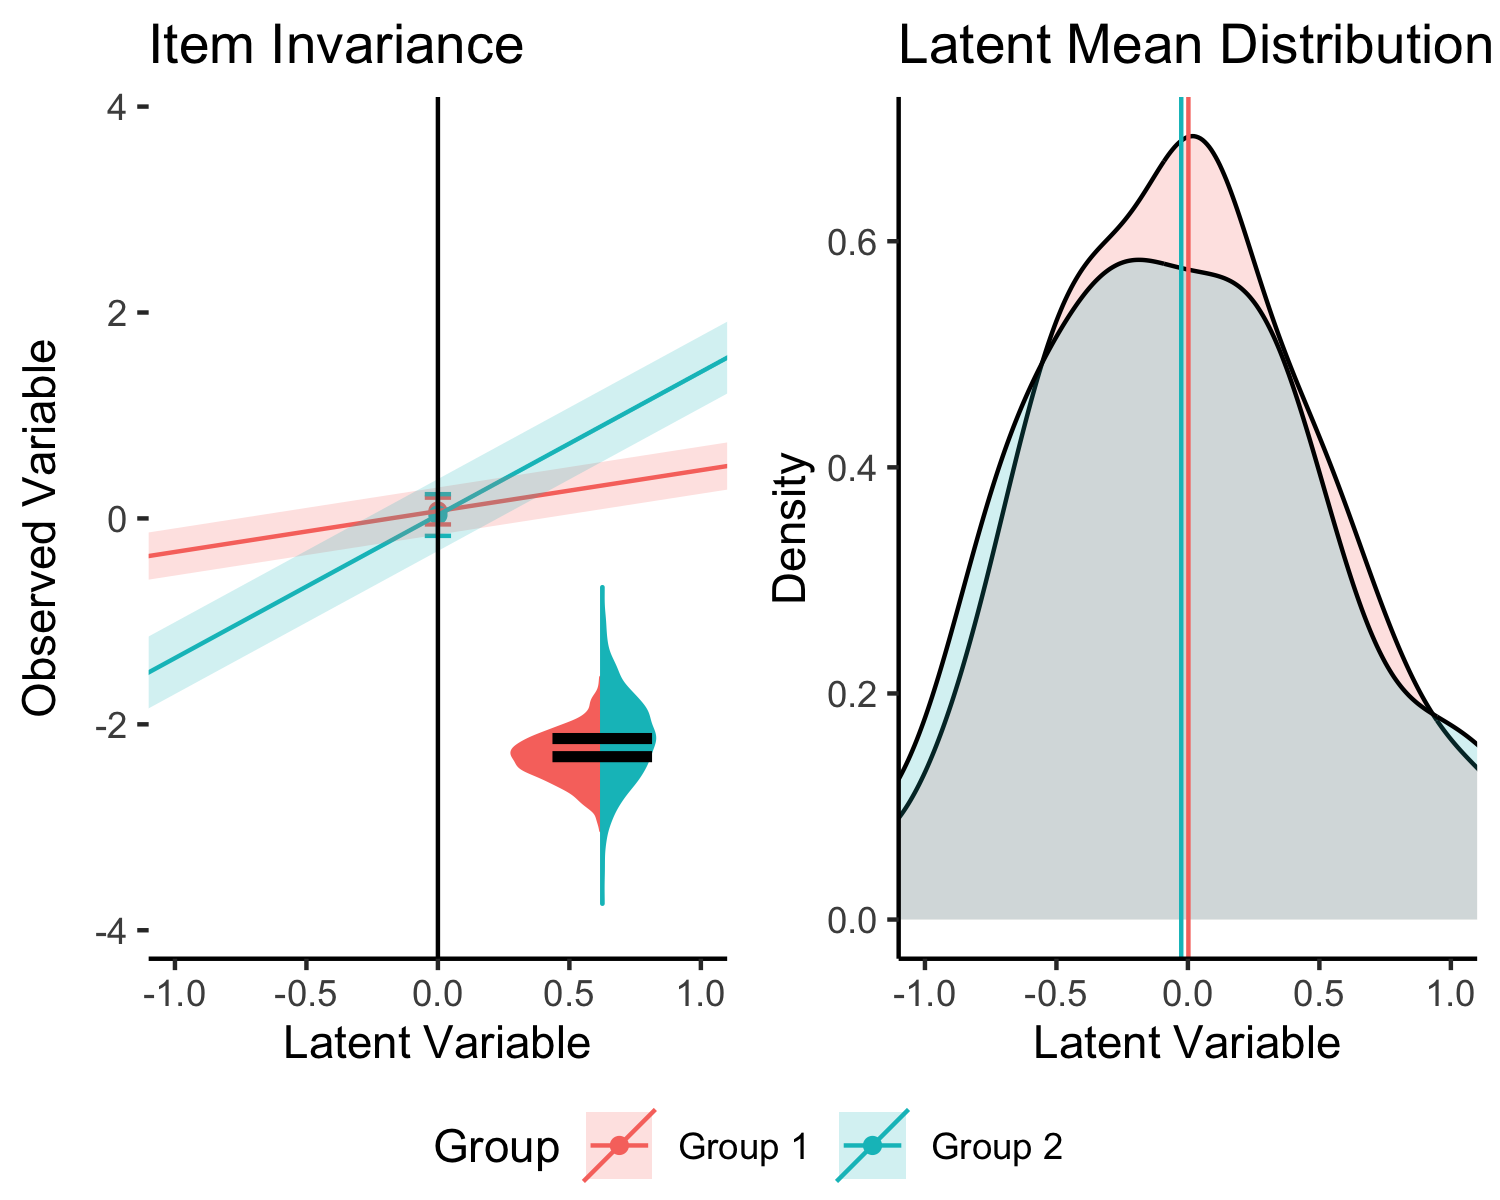 Item Invariance
Latent Mean Distribution
Observed Variable
4
2
0
-2
-4
-1.0 -0.5 0.0 0.5 1.0
Latent Variable
Density
0.6
0.4
0.2
0.0
-1.0 -0.5 0.0 0.5 1.0
Latent Variable
Group Group 1 Group 2